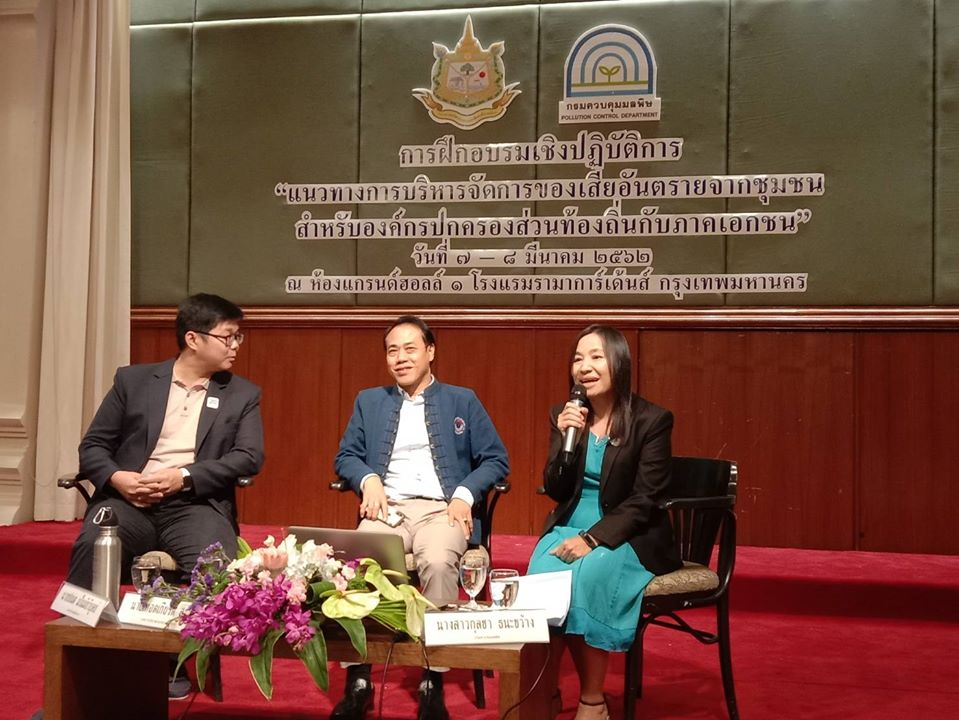 กรมควบคุมมลพิษ
POLLUTION CONTROL DEPARTMENT
การฝึกอบรมเชิงปฏิบัติการ
“แนวทางการบริหารจัดการของเสียอันตรายจากชุมชน
สำหรับองค์กรปกครองส่วนท้องถิ่นกับภาคเอกชน”
วันที่ ๗ – ๘ มีนาคม ๒๕๖๒
ณ ห้องแกรนด์ฮอลล์ ๑ โรงแรมรามาการ์เด้นส์ กรุงเทพมหานคร
นางสาวกุลชา ธนะขว้าง